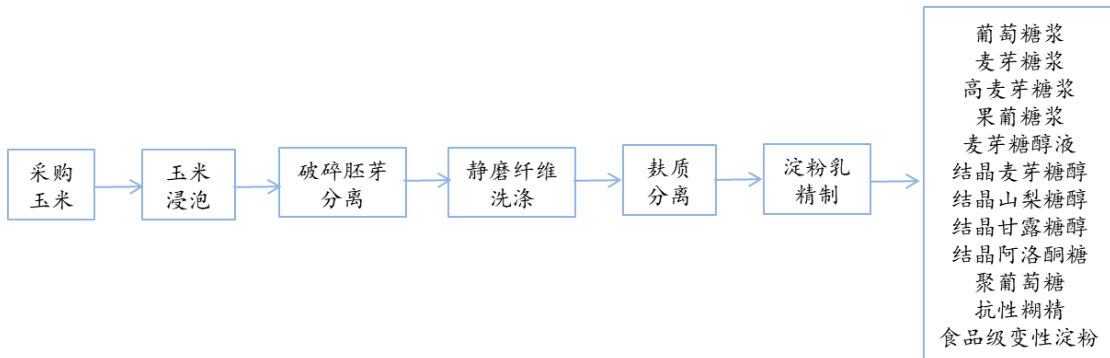 采购
玉米
玉米
浸泡
破碎胚芽
分离
静磨纤维
洗涤
麸质
分离
淀粉乳
精制
葡萄糖浆
麦芽糖浆
高麦芽糖浆
果葡糖浆
麦芽糖醇液
结晶麦芽糖醇
结晶山梨糖醇
结晶甘露糖醇
结晶阿洛酮糖
聚葡萄糖
抗性糊精
食品级变性淀粉